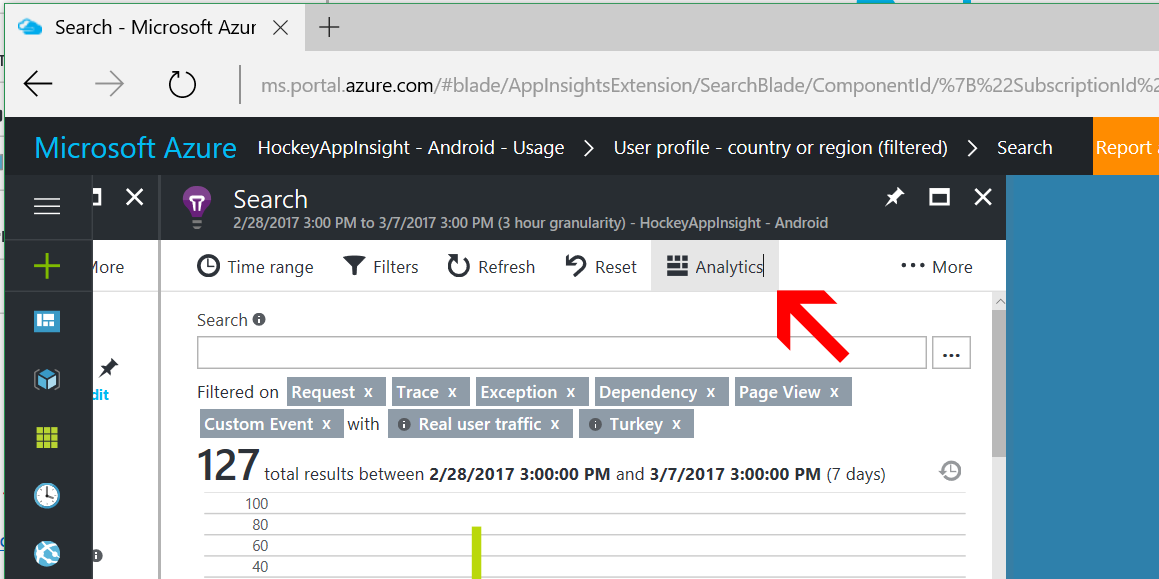 Search - Microsoft Azur
ms.portal.azure.com/#blade/AppInsightsExtension/SearchBlade/ComponentId/%7B%22SubscriptionId%2
Microsoft Azure HockeyAppInsight - Android - Usage > User profile - country or region (filtered) > Search Report
Search
2/28/2017 3:00 PM to 3/7/2017 3:00 PM (3 hour granularity) - HockeyAppInsight - Android
More Time range Filters Refresh Reset Analytics ... More
Search
...
Filtered on Request x Trace x Exception x Dependency x Page View x
dit
Custom Event x with Real user traffic x Turkey x
127 total results between 2/28/2017 3:00:00 PM and 3/7/2017 3:00:00 PM (7 days)
100
80
60
40